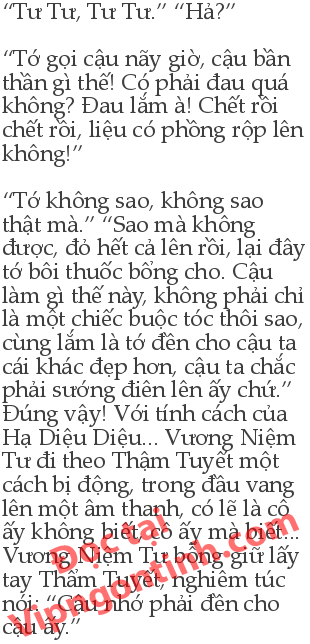 “Tư Tư, Tư Tư.” “Hả?”
“Tớ gọi cậu nãy giờ, cậu bần
thần gì thế! Có phải đau quá
không? Đau lắm à! Chết rồi
chết rồi, liệu có phồng rộp lên
không!”
“Tớ không sao, không sao
thật mà.” “Sao mà không
được, đỏ hết cả lên rồi, lại đây
tớ bôi thuốc bổng cho. Cậu
làm gì thế này, không phải chỉ
là một chiếc buộc tóc thôi sao,
cùng lắm là tớ đền cho cậu ta
cái khác đẹp hơn, cậu ta chắc
phải sướng điên lên ấy chứ.”
Đúng vậy! Với tính cách của
Hạ Diệu Diệu... Vương Niệm
Tư đi theo Thậm Tuyết một
cách bị động, trong đầu vang
lên một âm thanh, có lẽ là cô
ấy không biết, cô ấy mà biết...
Vương Niệm Tư bỗng giữ lấy
tay Thẩm Tuyết, nghiêm túc
nói: “Cậu nhớ phải đền cho
cậu ấy.”
Đọc tại
Vipngontinh.com